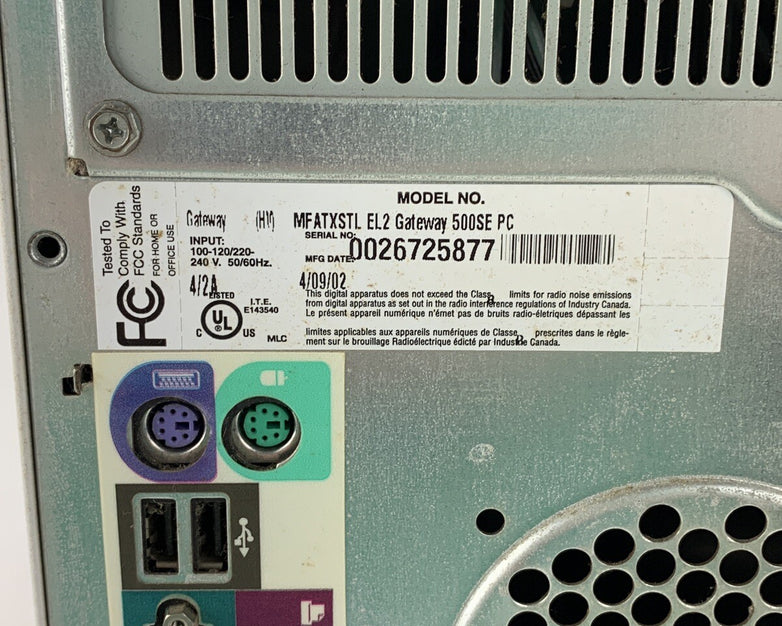 MODEL NO.
Gateway (HV) MFATXSTL EL2 Gateway 500SE PC
SERIAL NO: 0026725877
MFG DATE:
4/09/02
INPUT:
100-120/220-
240 V. 50/60Hz.
4/2A
Tested To
Comply With
FCC Standards
FOR HOME OR
OFFICE USE
FC
LISTED
UL
C US
I.T.E.
E143540
MLC
This digital apparatus does not exceed the Class B limits for radio noise emissions
from digital apparatus as set out in the radio interference regulations of Industry Canada.
Le présent appareil numérique n'émet pas de bruits radio-életriques dépassant les
limites applicables aux appareils numériques de Classe B prescrites dans le règle-
ment sur le brouillage Radioélectrique édicté par Industrie Canada.